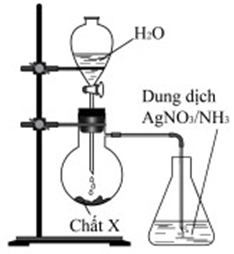 H₂O
Dung dịch
AgNO₃/NH₃
Chất X